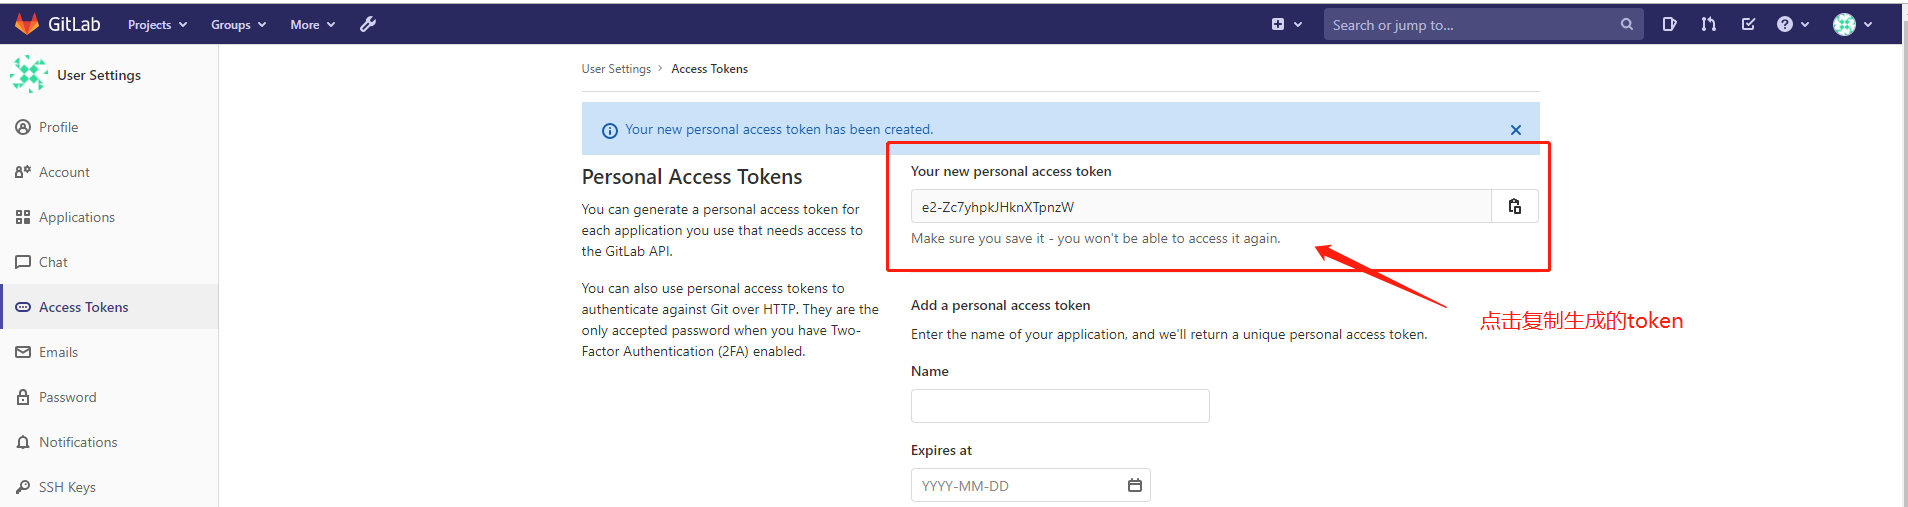 GitLab Projects Groups More Search or jump to...
User Settings
Profile
Account
Applications
Chat
Access Tokens
Emails
Password
Notifications
SSH Keys
User Settings > Access Tokens
Your new personal access token has been created.
Personal Access Tokens
You can generate a personal access token for
each application you use that needs access to
the GitLab API.
You can also use personal access tokens to
authenticate against Git over HTTP. They are the
only accepted password when you have Two-
Factor Authentication (2FA) enabled.
Your new personal access token
e2-Zc7yhpkJHknXTpnzW
Make sure you save it - you won't be able to access it again.
点击复制生成的token
Add a personal access token
Enter the name of your application, and we'll return a unique personal access token.
Name
Expires at
YYYY-MM-DD